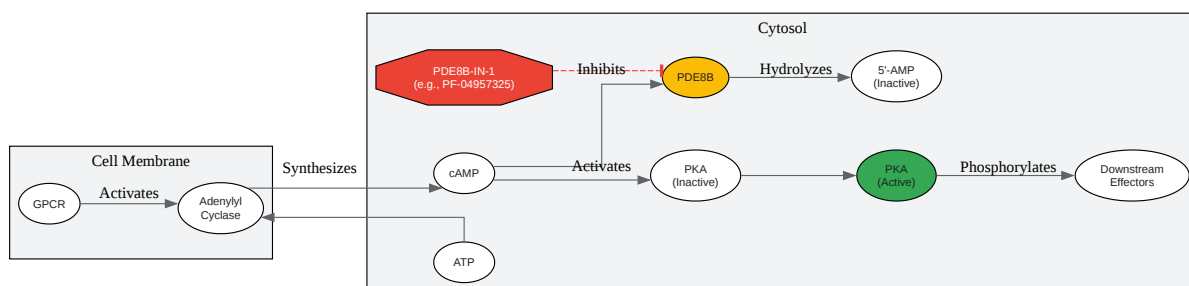 Cytosol
PDE8B-IN-1
(e.g., PF-04957325)
Inhibits
PDE8B
Hydrolyzes
5'-AMP
(Inactive)
Cell Membrane
Synthesizes
GPCR
Activates
Adenylyl
Cyclase
cAMP
Activates
PKA
(Inactive)
PKA
(Active)
Phosphorylates
Downstream
Effectors
ATP